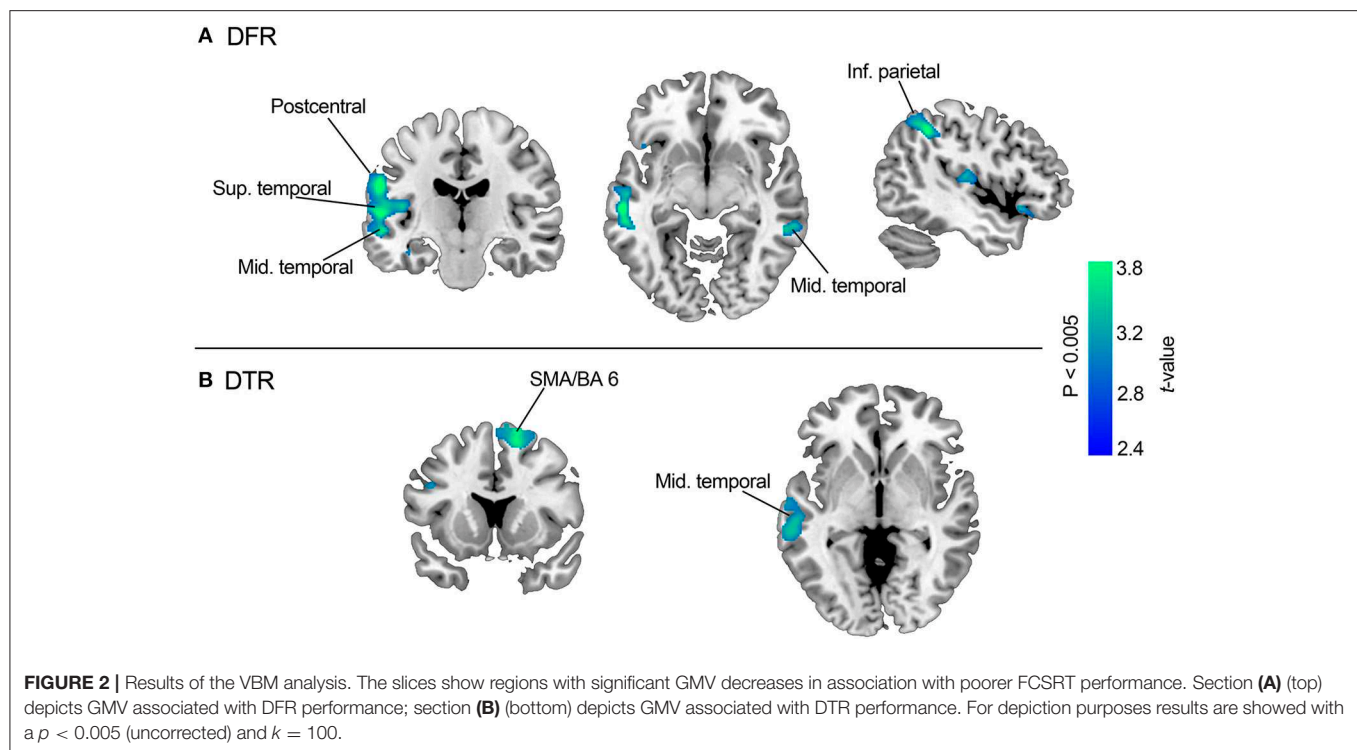 A DFR
Postcentral
Sup. temporal
Mid. temporal
Mid. temporal
Inf. parietal
B DTR
SMA/BA 6
Mid. temporal
P < 0.005
3.8
3.2
2.8
2.4
t-value
FIGURE 2 | Results of the VBM analysis. The slices show regions with significant GMV decreases in association with poorer FCSRT performance. Section (A) (top)
depicts GMV associated with DFR performance; section (B) (bottom) depicts GMV associated with DTR performance. For depiction purposes results are showed with
a p < 0.005 (uncorrected) and k = 100.